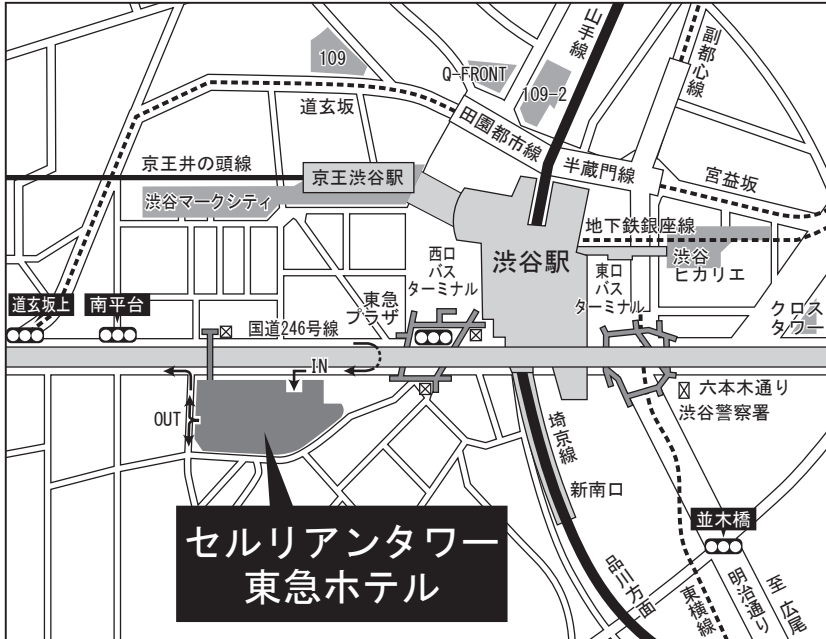 109
Q-FRONT
109-2
山手線
副都心線
道玄坂
田園都市線
半蔵門線
宮益坂
京王井の頭線
京王渋谷駅
渋谷マークシティ
地下鉄銀座線
渋谷
ヒカリエ
渋谷駅
西口
バス
ターミナル
東口
バス
ターミナル
東急
プラザ
クロス
タワー
道玄坂上
南平台
国道246号線
IN
OUT
六本木通り
渋谷警察署
埼京線
新南口
並木橋
セルリアンタワー
東急ホテル
品川方面
東横線
明治通り
至 広尾